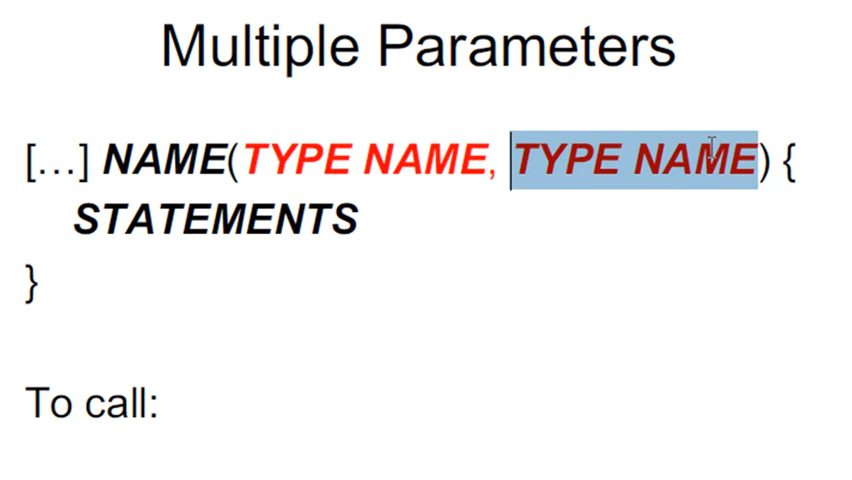 Multiple Parameters
[…] NAME(TYPE NAME, TYPE NAME) {
STATEMENTS
}
To call: